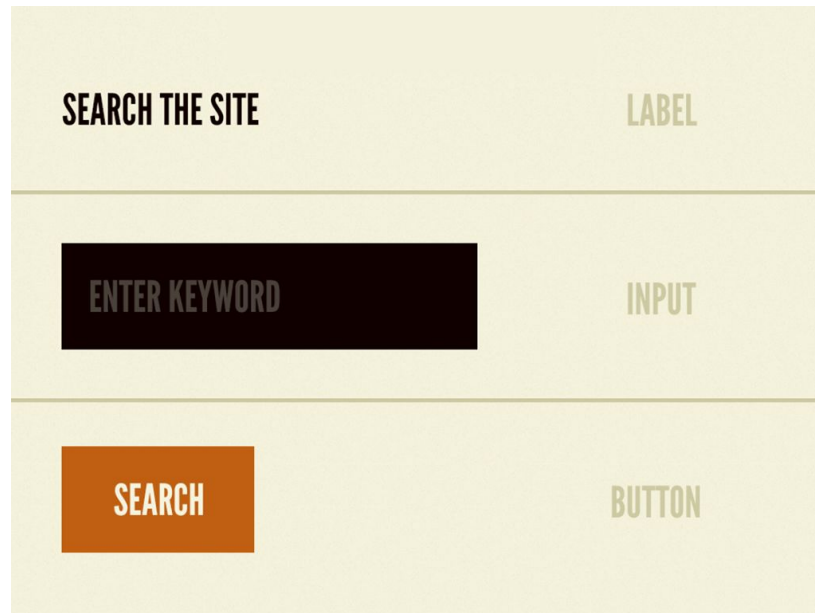 SEARCH THE SITE LABEL
ENTER KEYWORD INPUT
SEARCH BUTTON